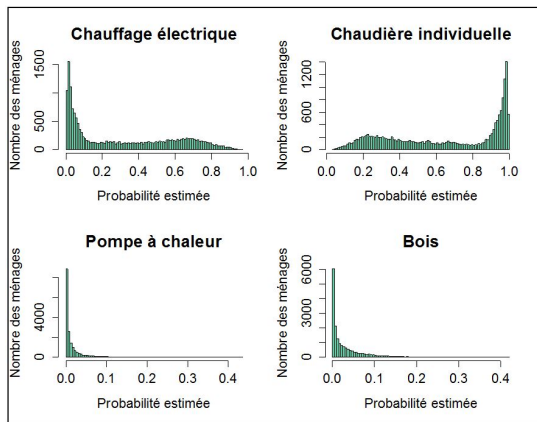 Chauffage électrique
Nombre des ménages
0 500 1500
0.0 0.2 0.4 0.6 0.8 1.0
Probabilité estimée
Chaudière individuelle
Nombre des ménages
0 600 1200
0.0 0.2 0.4 0.6 0.8 1.0
Probabilité estimée
Pompe à chaleur
Nombre des ménages
0 4000
0.0 0.1 0.2 0.3 0.4
Probabilité estimée
Bois
Nombre des ménages
0 3000 6000
0.0 0.1 0.2 0.3 0.4
Probabilité estimée